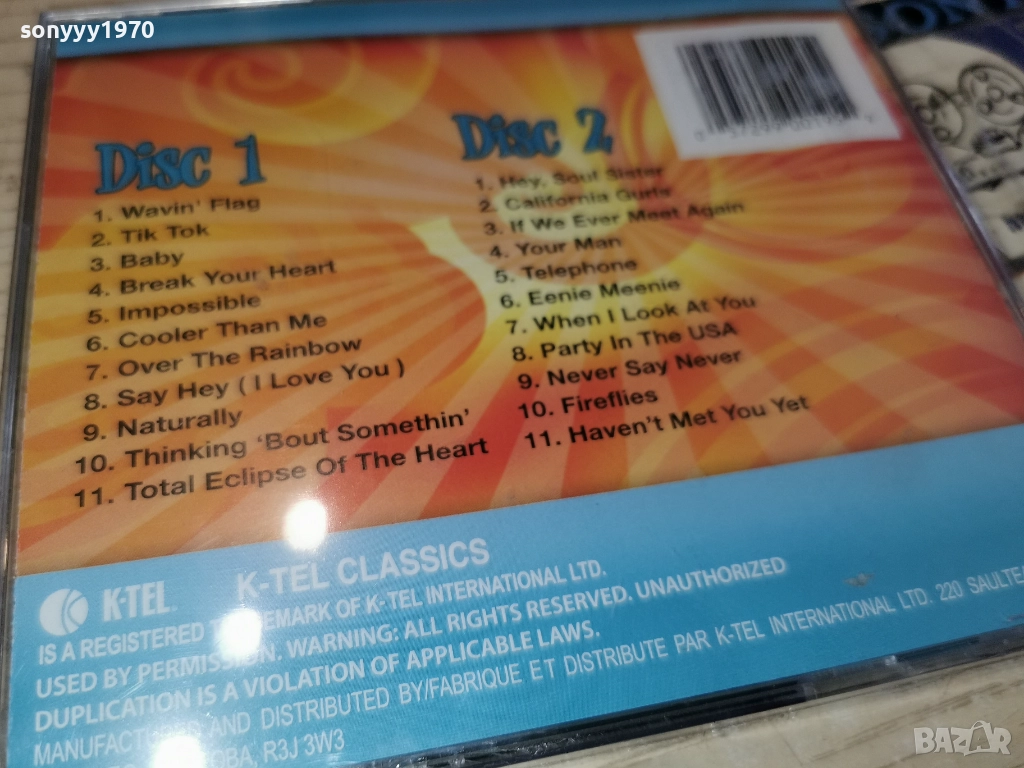 sonyyy1970
Disc 1
1. Wavin' Flag
2. Tik Tok
3. Baby
4. Break Your Heart
5. Impossible
6. Cooler Than Me
7. Over The Rainbow
8. Say Hey ( I Love You )
9. Naturally
10. Thinking 'Bout Somethin'
11. Total Eclipse Of The Heart
Disc 2
1. Hey, Soul Sister
2. California Gurls
3. If We Ever Meet Again
4. Your Man
5. Telephone
6. Eenie Meenie
7. When I Look At You
8. Party In The USA
9. Never Say Never
10. Fireflies
11. Haven't Met You Yet
K-TEL K-TEL CLASSICS
IS A REGISTERED OF K-TEL INTERNATIONAL LTD.
USED BY WARNING: ALL RIGHTS RESERVED. UNAUTHORIZED
DUPLICATION IS A VIOLATION OF APPLICABLE LAWS.
AND DISTRIBUTED BY/FABRIQUE ET DISTRIBUTE PAR K-TEL INTERNATIONAL LTD. 220
R3J 3W3
BAZAR